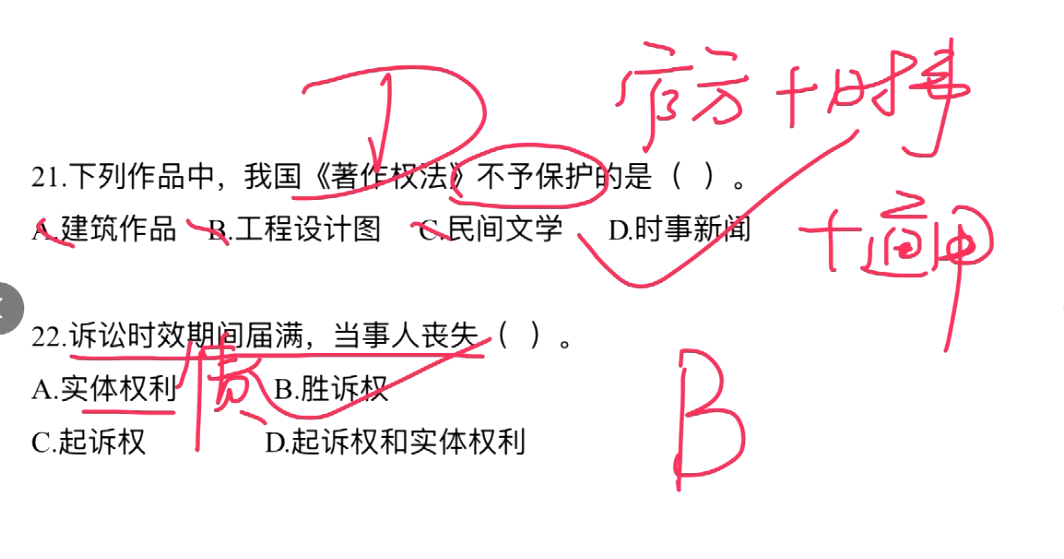 D
官方+时事
21.下列作品中，我国《著作权法》不予保护的是（ ）。
A.建筑作品 B.工程设计图 C.民间文学 D.时事新闻
+通用
22.诉讼时效期间届满，当事人丧失（ ）。
A.实体权利 债 B.胜诉权
B
C.起诉权 D.起诉权和实体权利